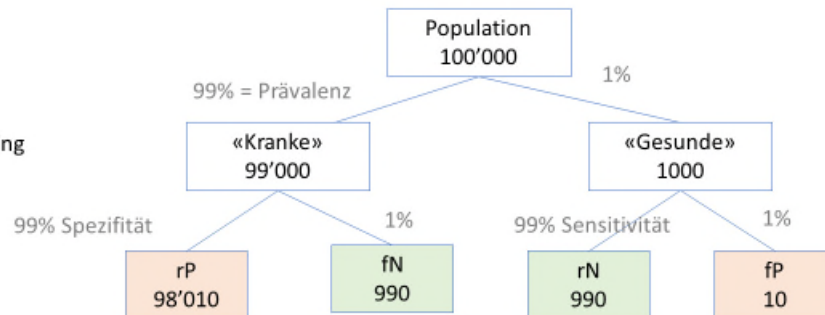 Population
100’000
99% = Prävalenz
1%
ng
«Kranke»
99’000
«Gesunde»
1000
99% Spezifität
1%
99% Sensitivität
1%
rP
98’010
fN
990
rN
990
fP
10